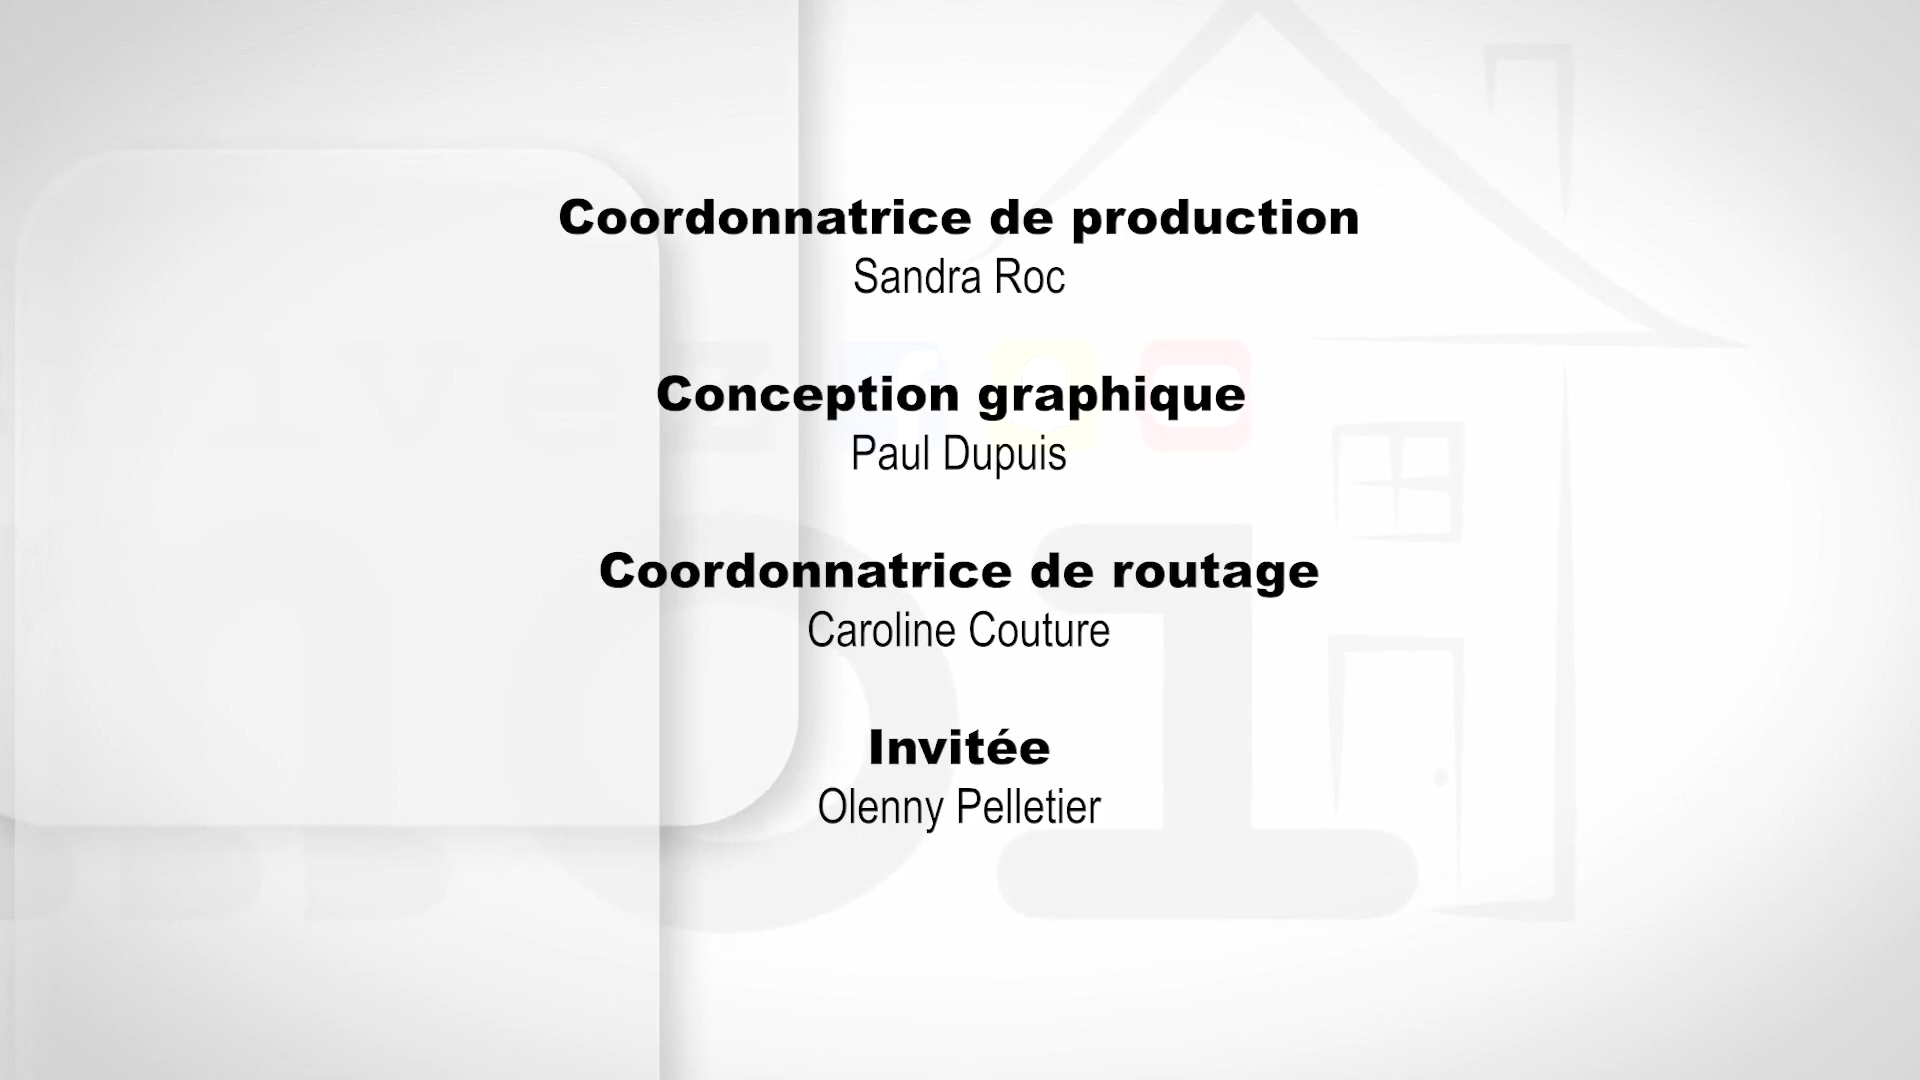 Coordonnatrice de production
Sandra Roc
Conception graphique
Paul Dupuis
Coordonnatrice de routage
Caroline Couture
Invitée
Olenny Pelletier